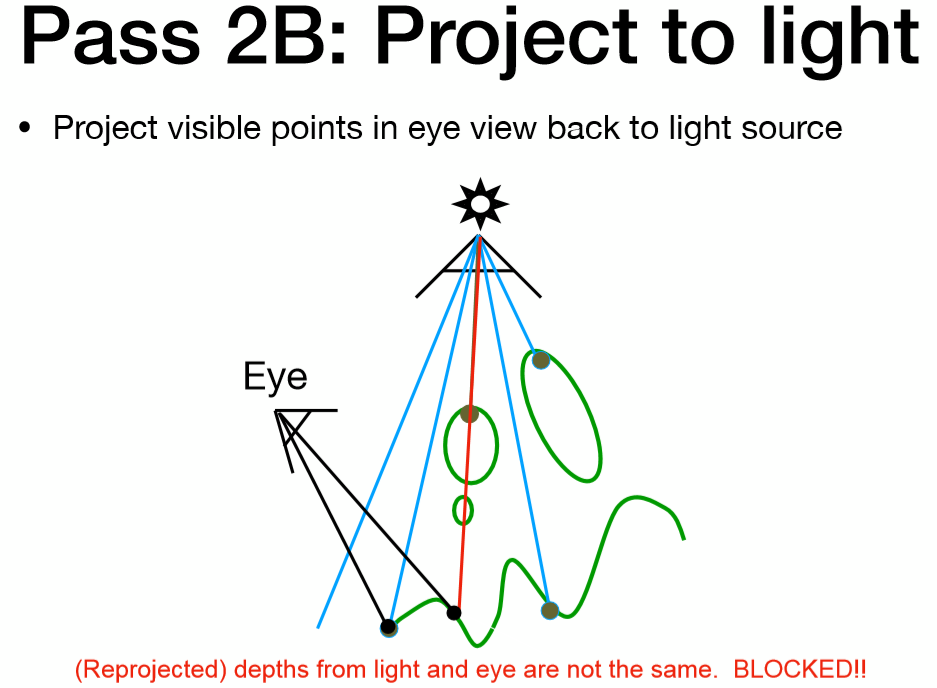 Pass 2B: Project to light
• Project visible points in eye view back to light source
Eye
(Reprojected) depths from light and eye are not the same.  BLOCKED!!